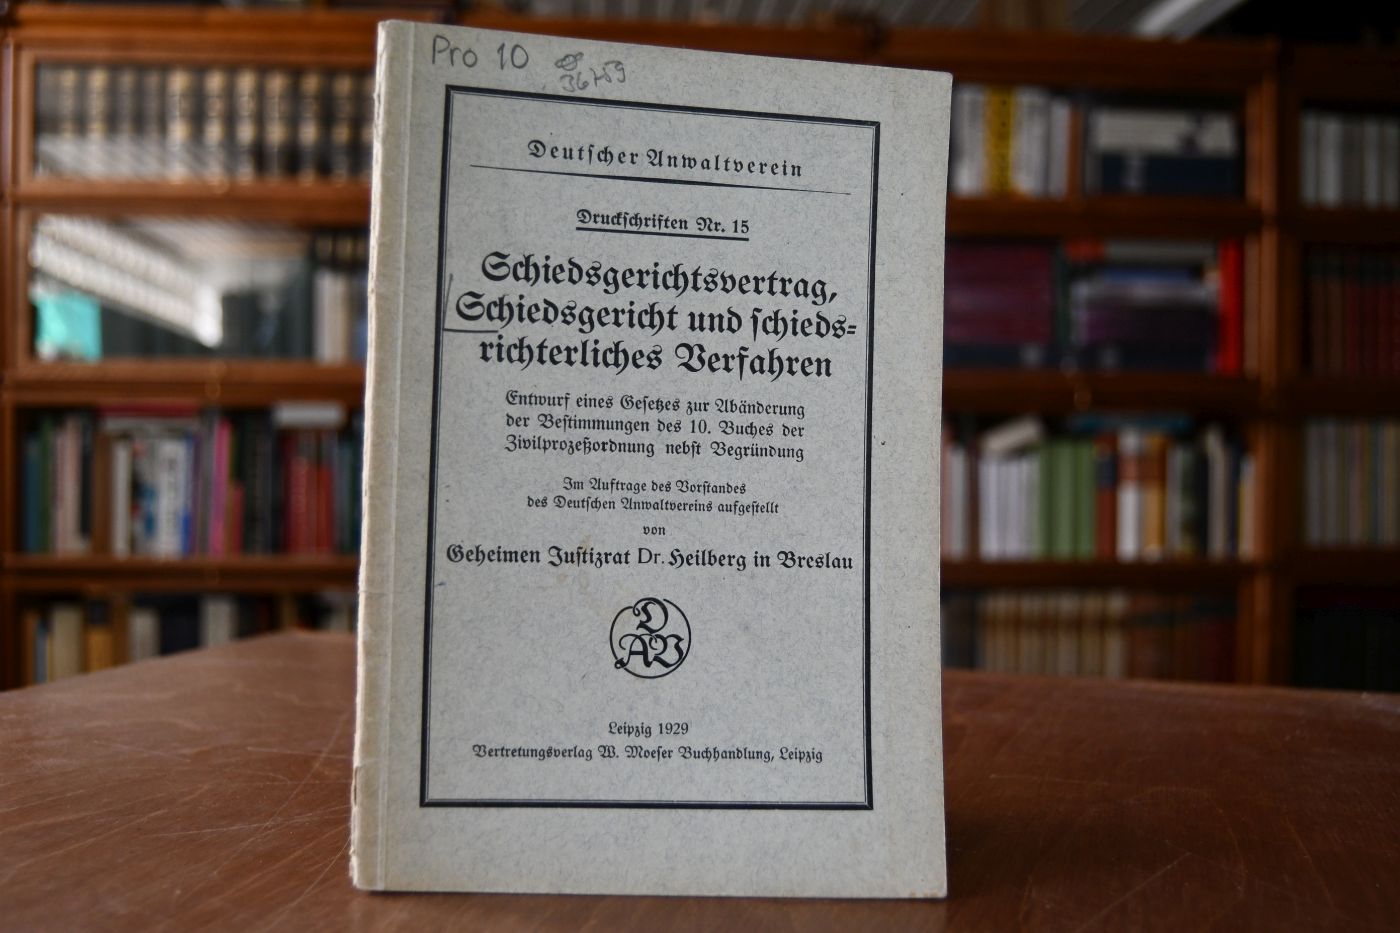 Pro 10
36759
Deutscher Anwaltverein
Druckschriften Nr. 15
Schiedsgerichtsvertrag,
Schiedsgericht und schieds=
richterliches Verfahren
Entwurf eines Gesetzes zur Abänderung
der Bestimmungen des 10. Buches der
Zivilprozeßordnung nebst Begründung
Im Auftrage des Vorstandes
des Deutschen Anwaltvereins aufgestellt
von
Geheimen Justizrat Dr. Heilberg in Breslau
D
AV
Leipzig 1929
Vertretungsverlag W. Moeser Buchhandlung, Leipzig